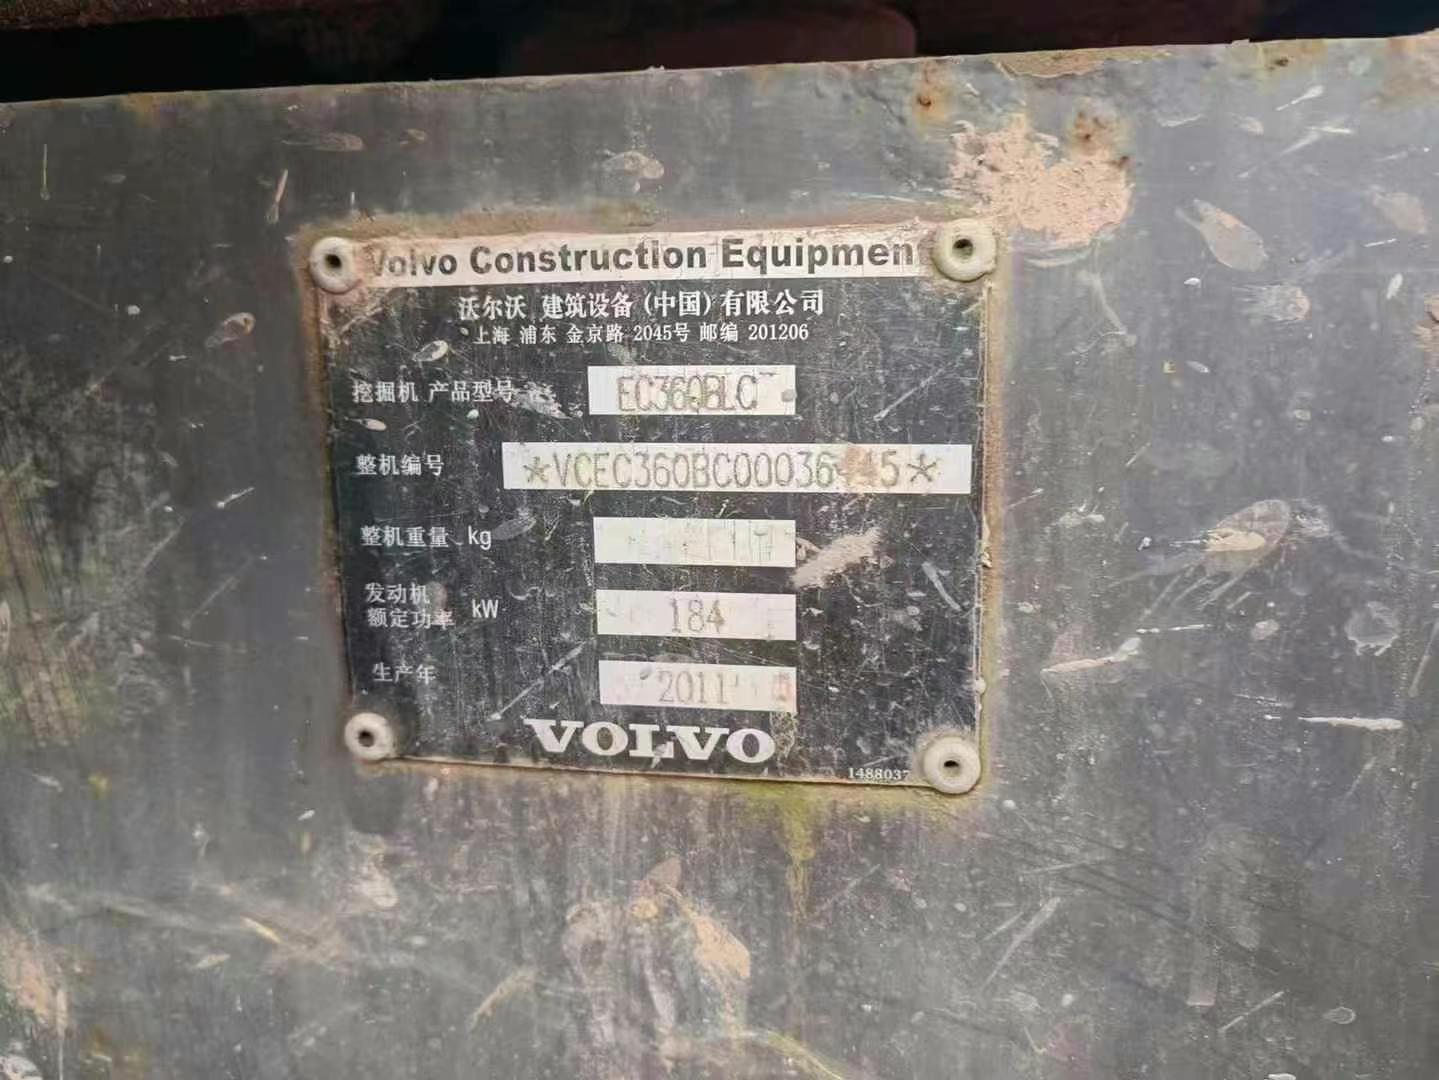 Volvo Construction Equipment
沃尔沃 建筑设备 (中国) 有限公司
上海 浦东 金京路 2045号 邮编 201206
挖掘机 产品型号 EC360BLC
整机编号
整机重量 kg
发动机
额定功率 kW 184
生产年 2011
VOLVO
1488037